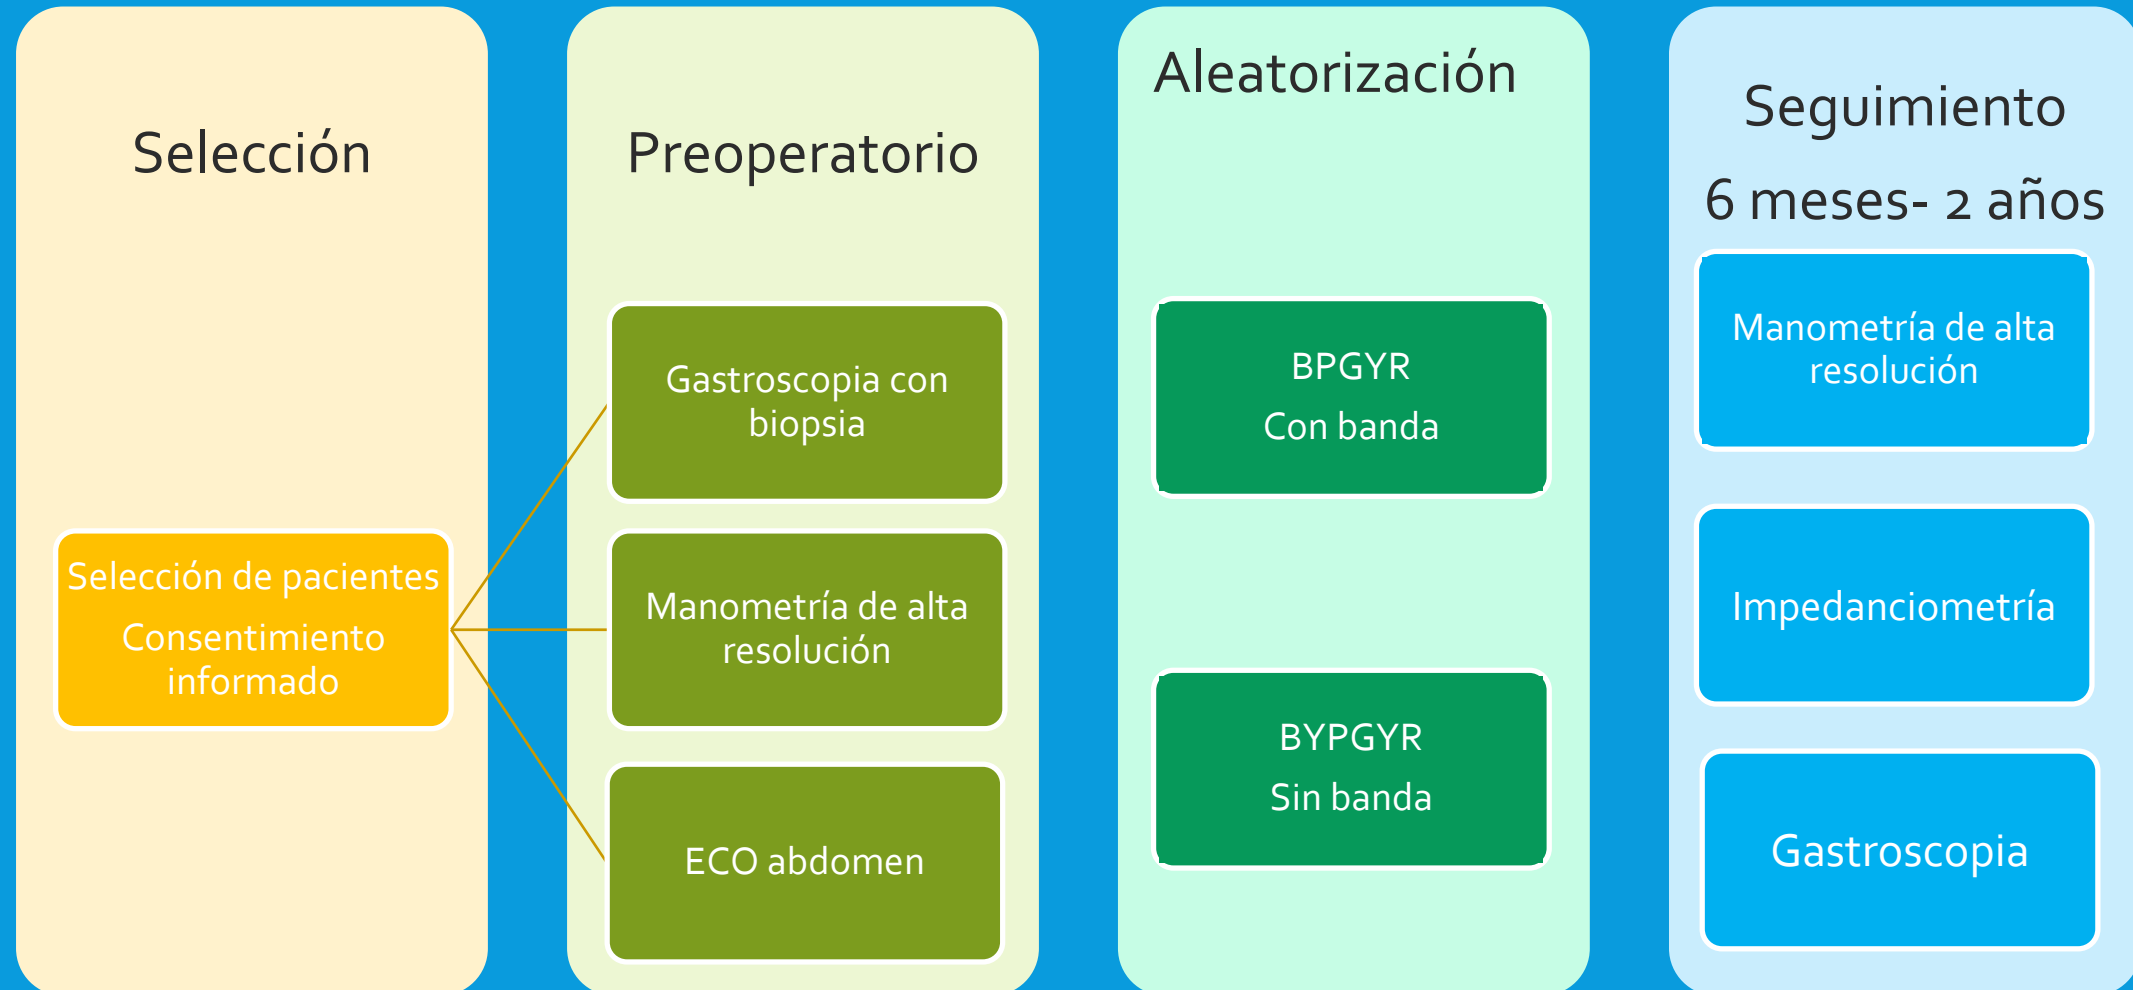 Selección
Selección de pacientes
Consentimiento
informado
Preoperatorio
Gastroscopia con
biopsia
Manometría de alta
resolución
ECO abdomen
Aleatorización
BPGYR
Con banda
BYPGYR
Sin banda
Seguimiento
6 meses- 2 años
Manometría de alta
resolución
Impedanciometría
Gastroscopia